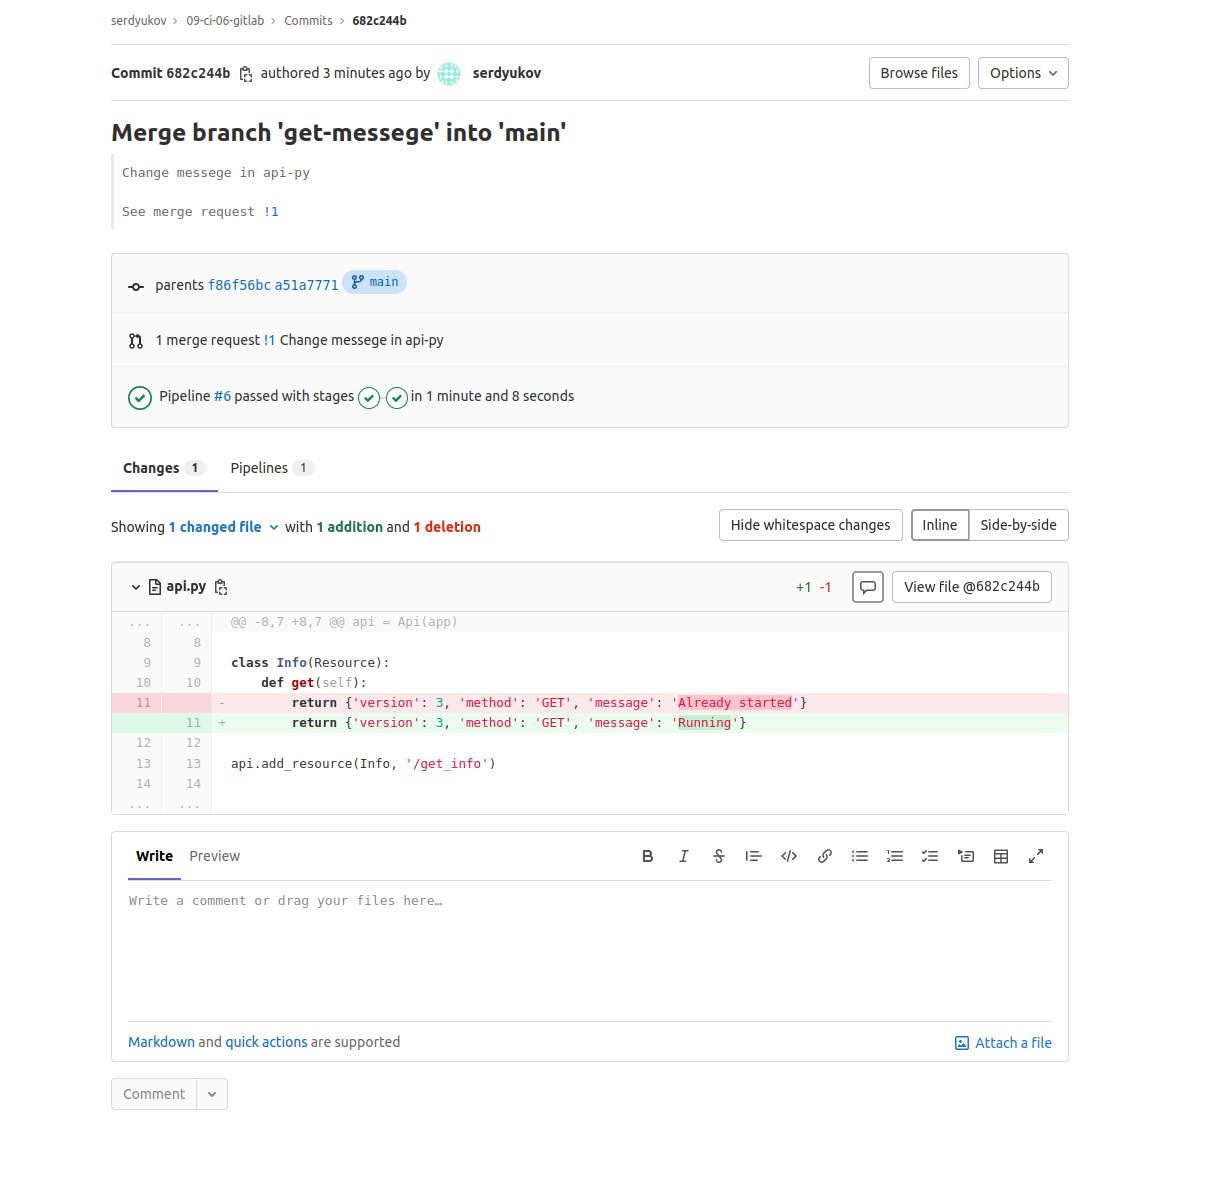 serdyukov › 09-ci-06-gitlab › Commits › 682c244b
Commit 682c244b authored 3 minutes ago by serdyukov Browse files Options
Merge branch 'get-messege' into 'main'
Change messege in api-py
See merge request !1
parents f86f56bc a51a7771 main
1 merge request !1 Change messege in api-py
Pipeline #6 passed with stages in 1 minute and 8 seconds
Changes 1 Pipelines 1
Showing 1 changed file with 1 addition and 1 deletion Hide whitespace changes Inline Side-by-side
api.py +1 -1 View file @682c244b
... ... @@ -8,7 +8,7 @@ api = Api(app)
8 8
9 9 class Info(Resource):
10 10 def get(self):
11 - return {'version': 3, 'method': 'GET', 'message': 'Already started'}
11 + return {'version': 3, 'method': 'GET', 'message': 'Running'}
12 12
13 13 api.add_resource(Info, '/get_info')
14 14
... ...
Write Preview
Write a comment or drag your files here…
Markdown and quick actions are supported Attach a file
Comment